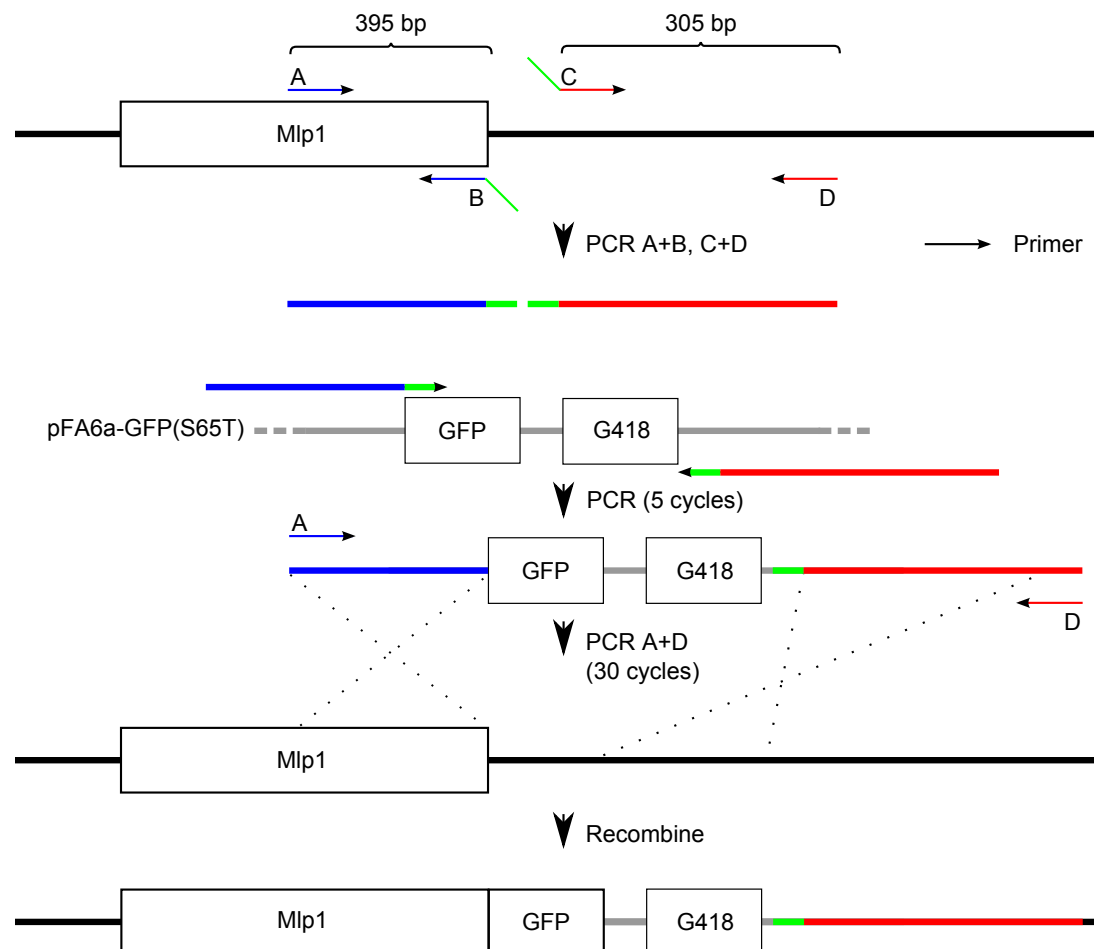 395 bp
305 bp
A
C
Mlp1
B
D
PCR A+B, C+D
Primer
pFA6a-GFP(S65T)
GFP
G418
PCR (5 cycles)
A
GFP
G418
D
PCR A+D
(30 cycles)
Mlp1
Recombine
Mlp1
GFP
G418